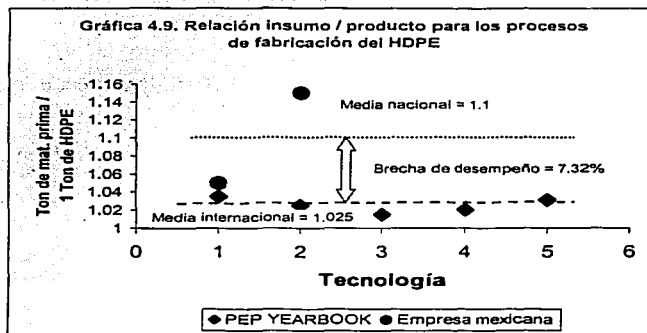 Gráfica 4.9. Relación insumo / producto para los procesos
de fabricación del HDPE
Ton de mat. prima /
1 Ton de HDPE
1.16
1.14
1.12
1.1
1.08
1.06
1.04
1.02
1
Media nacional = 1.1
Brecha de desempeño = 7.32%
Media internacional = 1.025
0 1 2 3 4 5 6
Tecnología
◆ PEP YEARBOOK ● Empresa mexicana